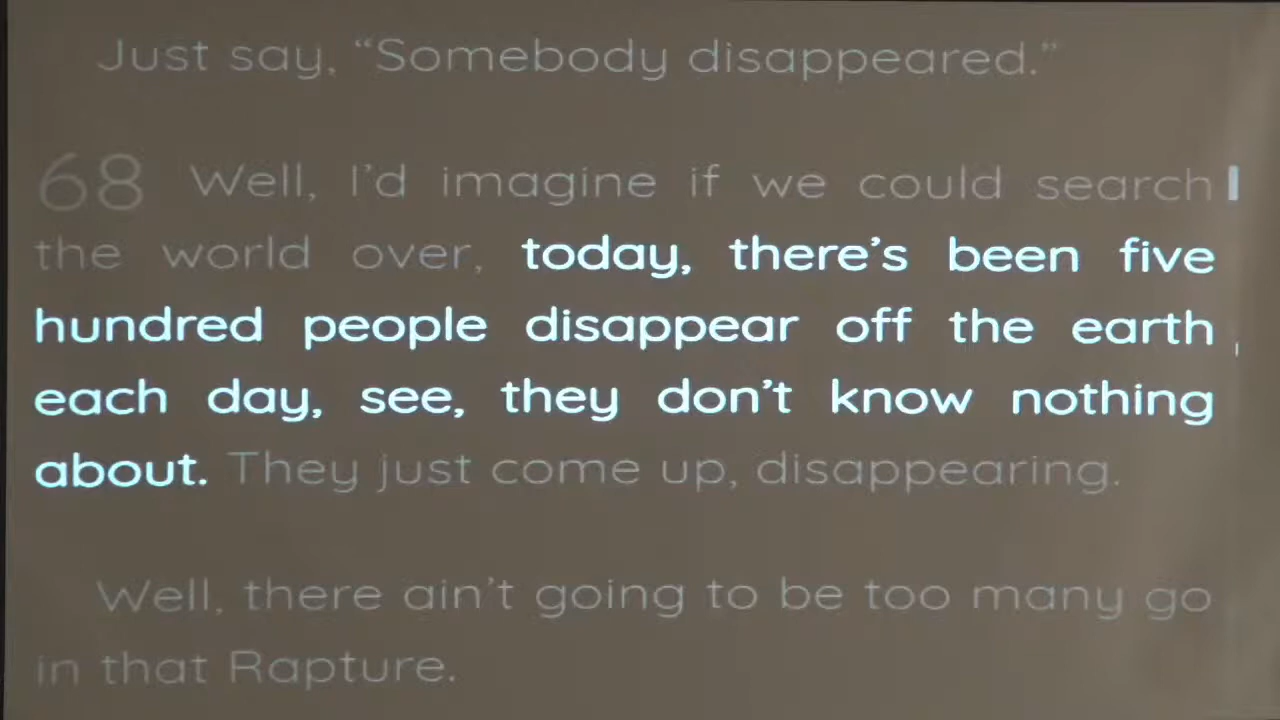 Just say, “Somebody disappeared.”
68 Well, I’d imagine if we could search
the world over, today, there’s been five
hundred people disappear off the earth
each day, see, they don’t know nothing
about. They just come up, disappearing.
Well, there ain’t going to be too many go
in that Rapture.